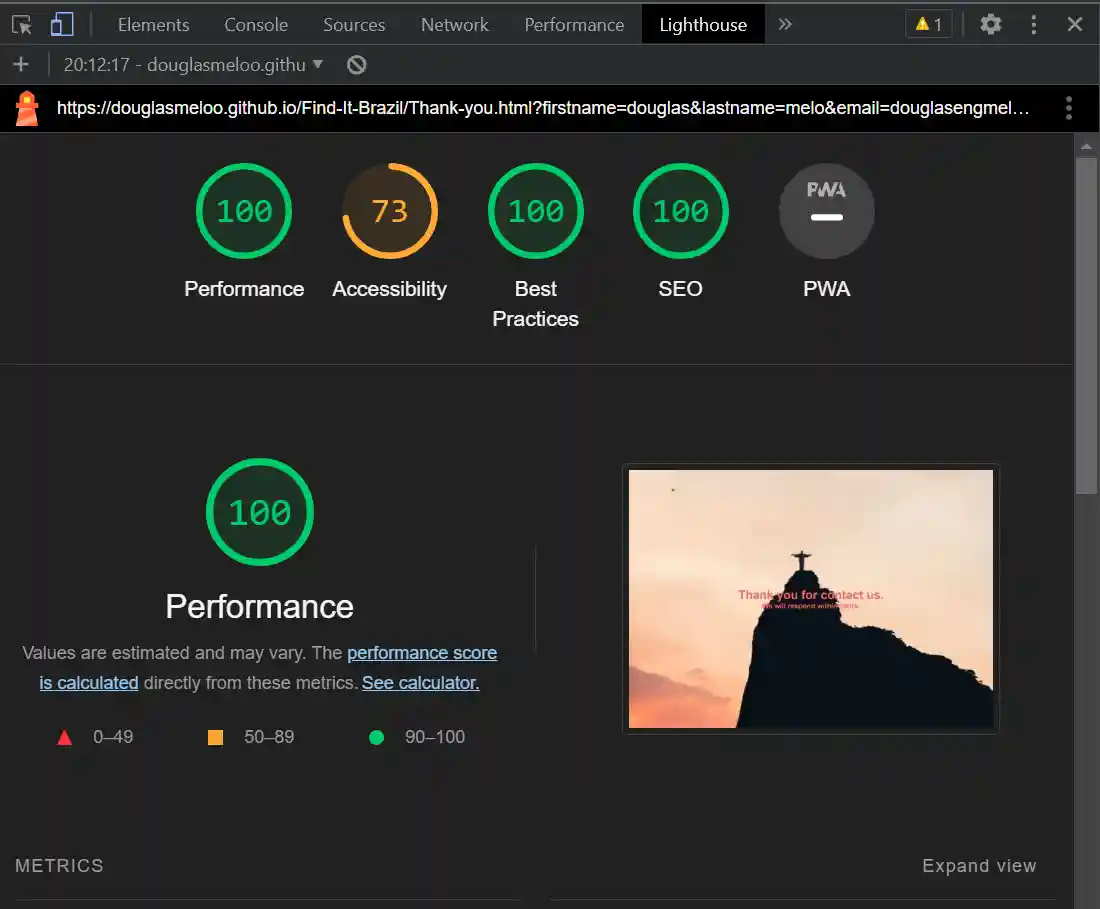 Elements Console Sources Network Performance Lighthouse » 1
20:12:17 - douglasmeloo.githu
https://douglasmeloo.github.io/Find-It-Brazil/Thank-you.html?firstname=douglas&lastname=melo&email=douglasengmel…
100 73 100 100 PWA
Performance Accessibility Best Practices SEO PWA
100
Performance
Values are estimated and may vary. The performance score
is calculated directly from these metrics. See calculator.
0–49 50–89 90–100
Thank you for contact us.
will respond within
METRICS Expand view